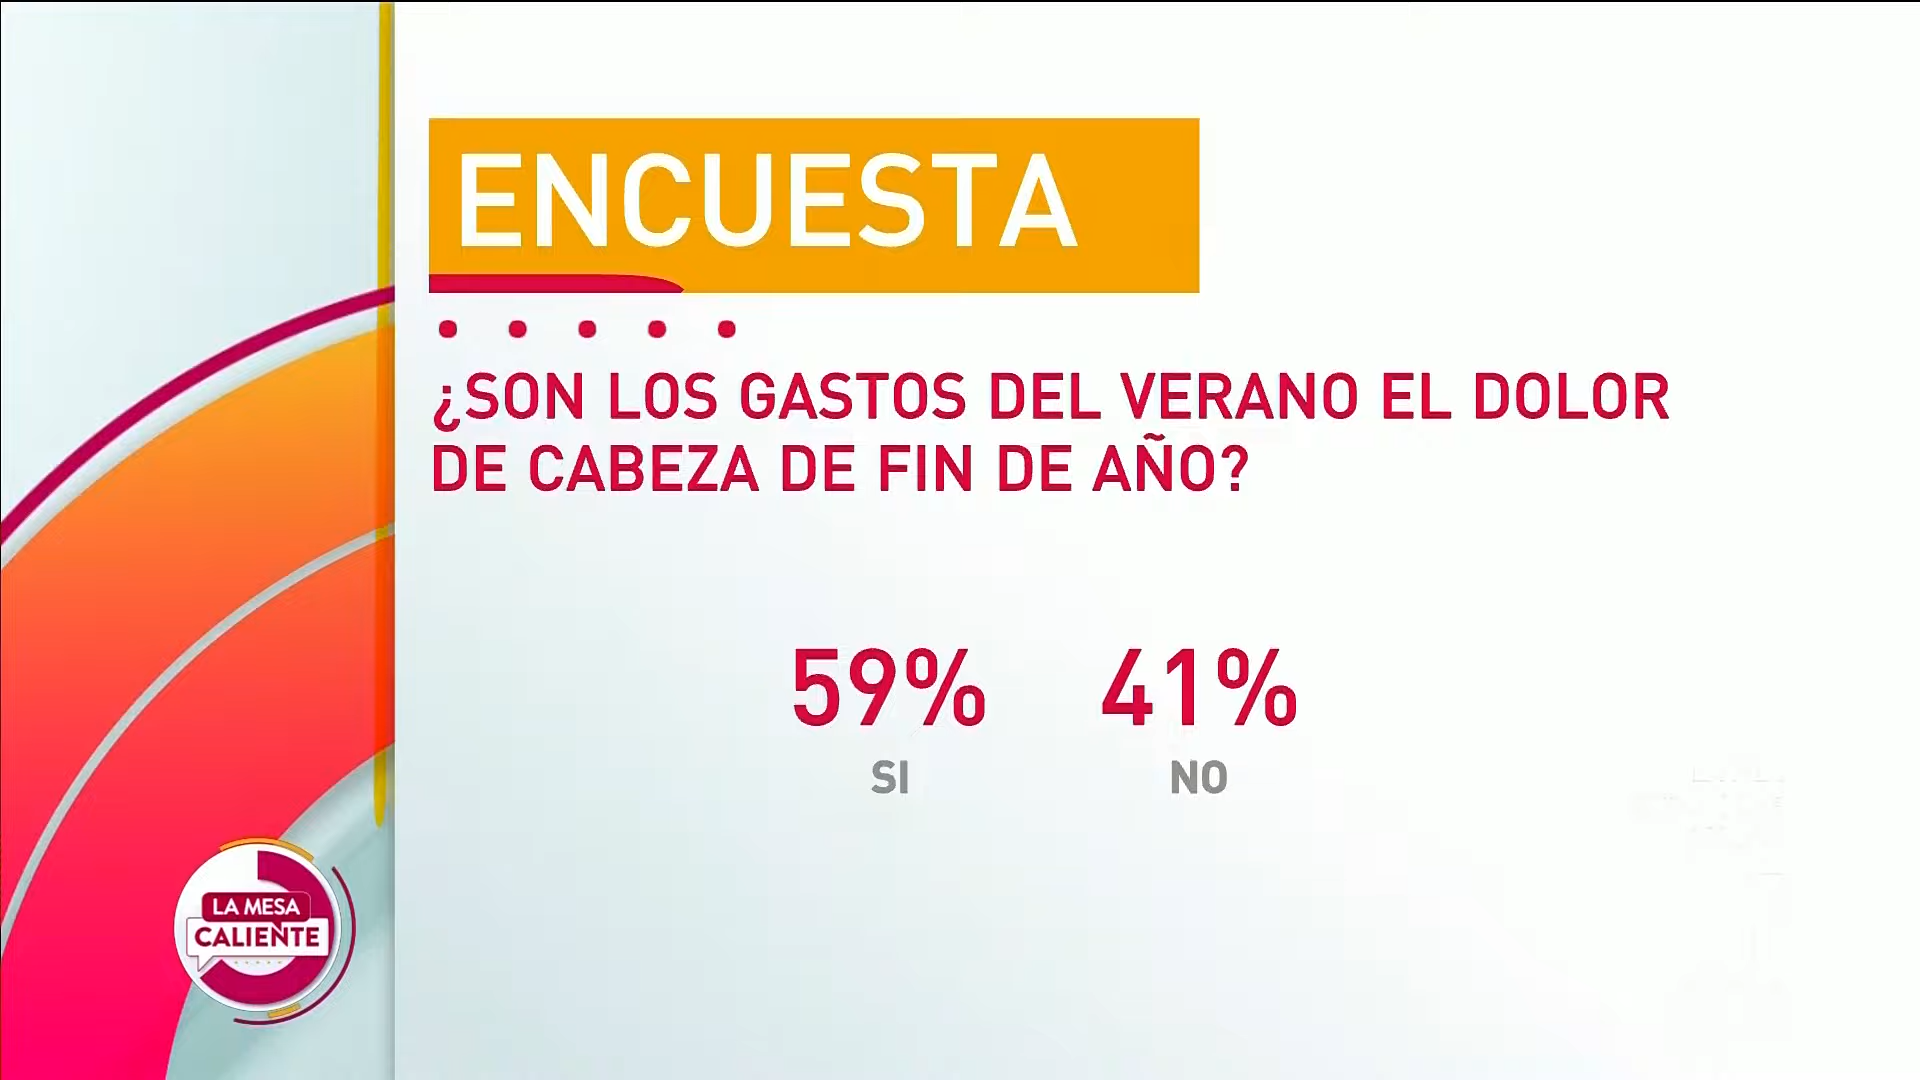 ENCUESTA
¿SON LOS GASTOS DEL VERANO EL DOLOR
DE CABEZA DE FIN DE AÑO?
59% 41%
SI NO
LA MESA
CALIENTE